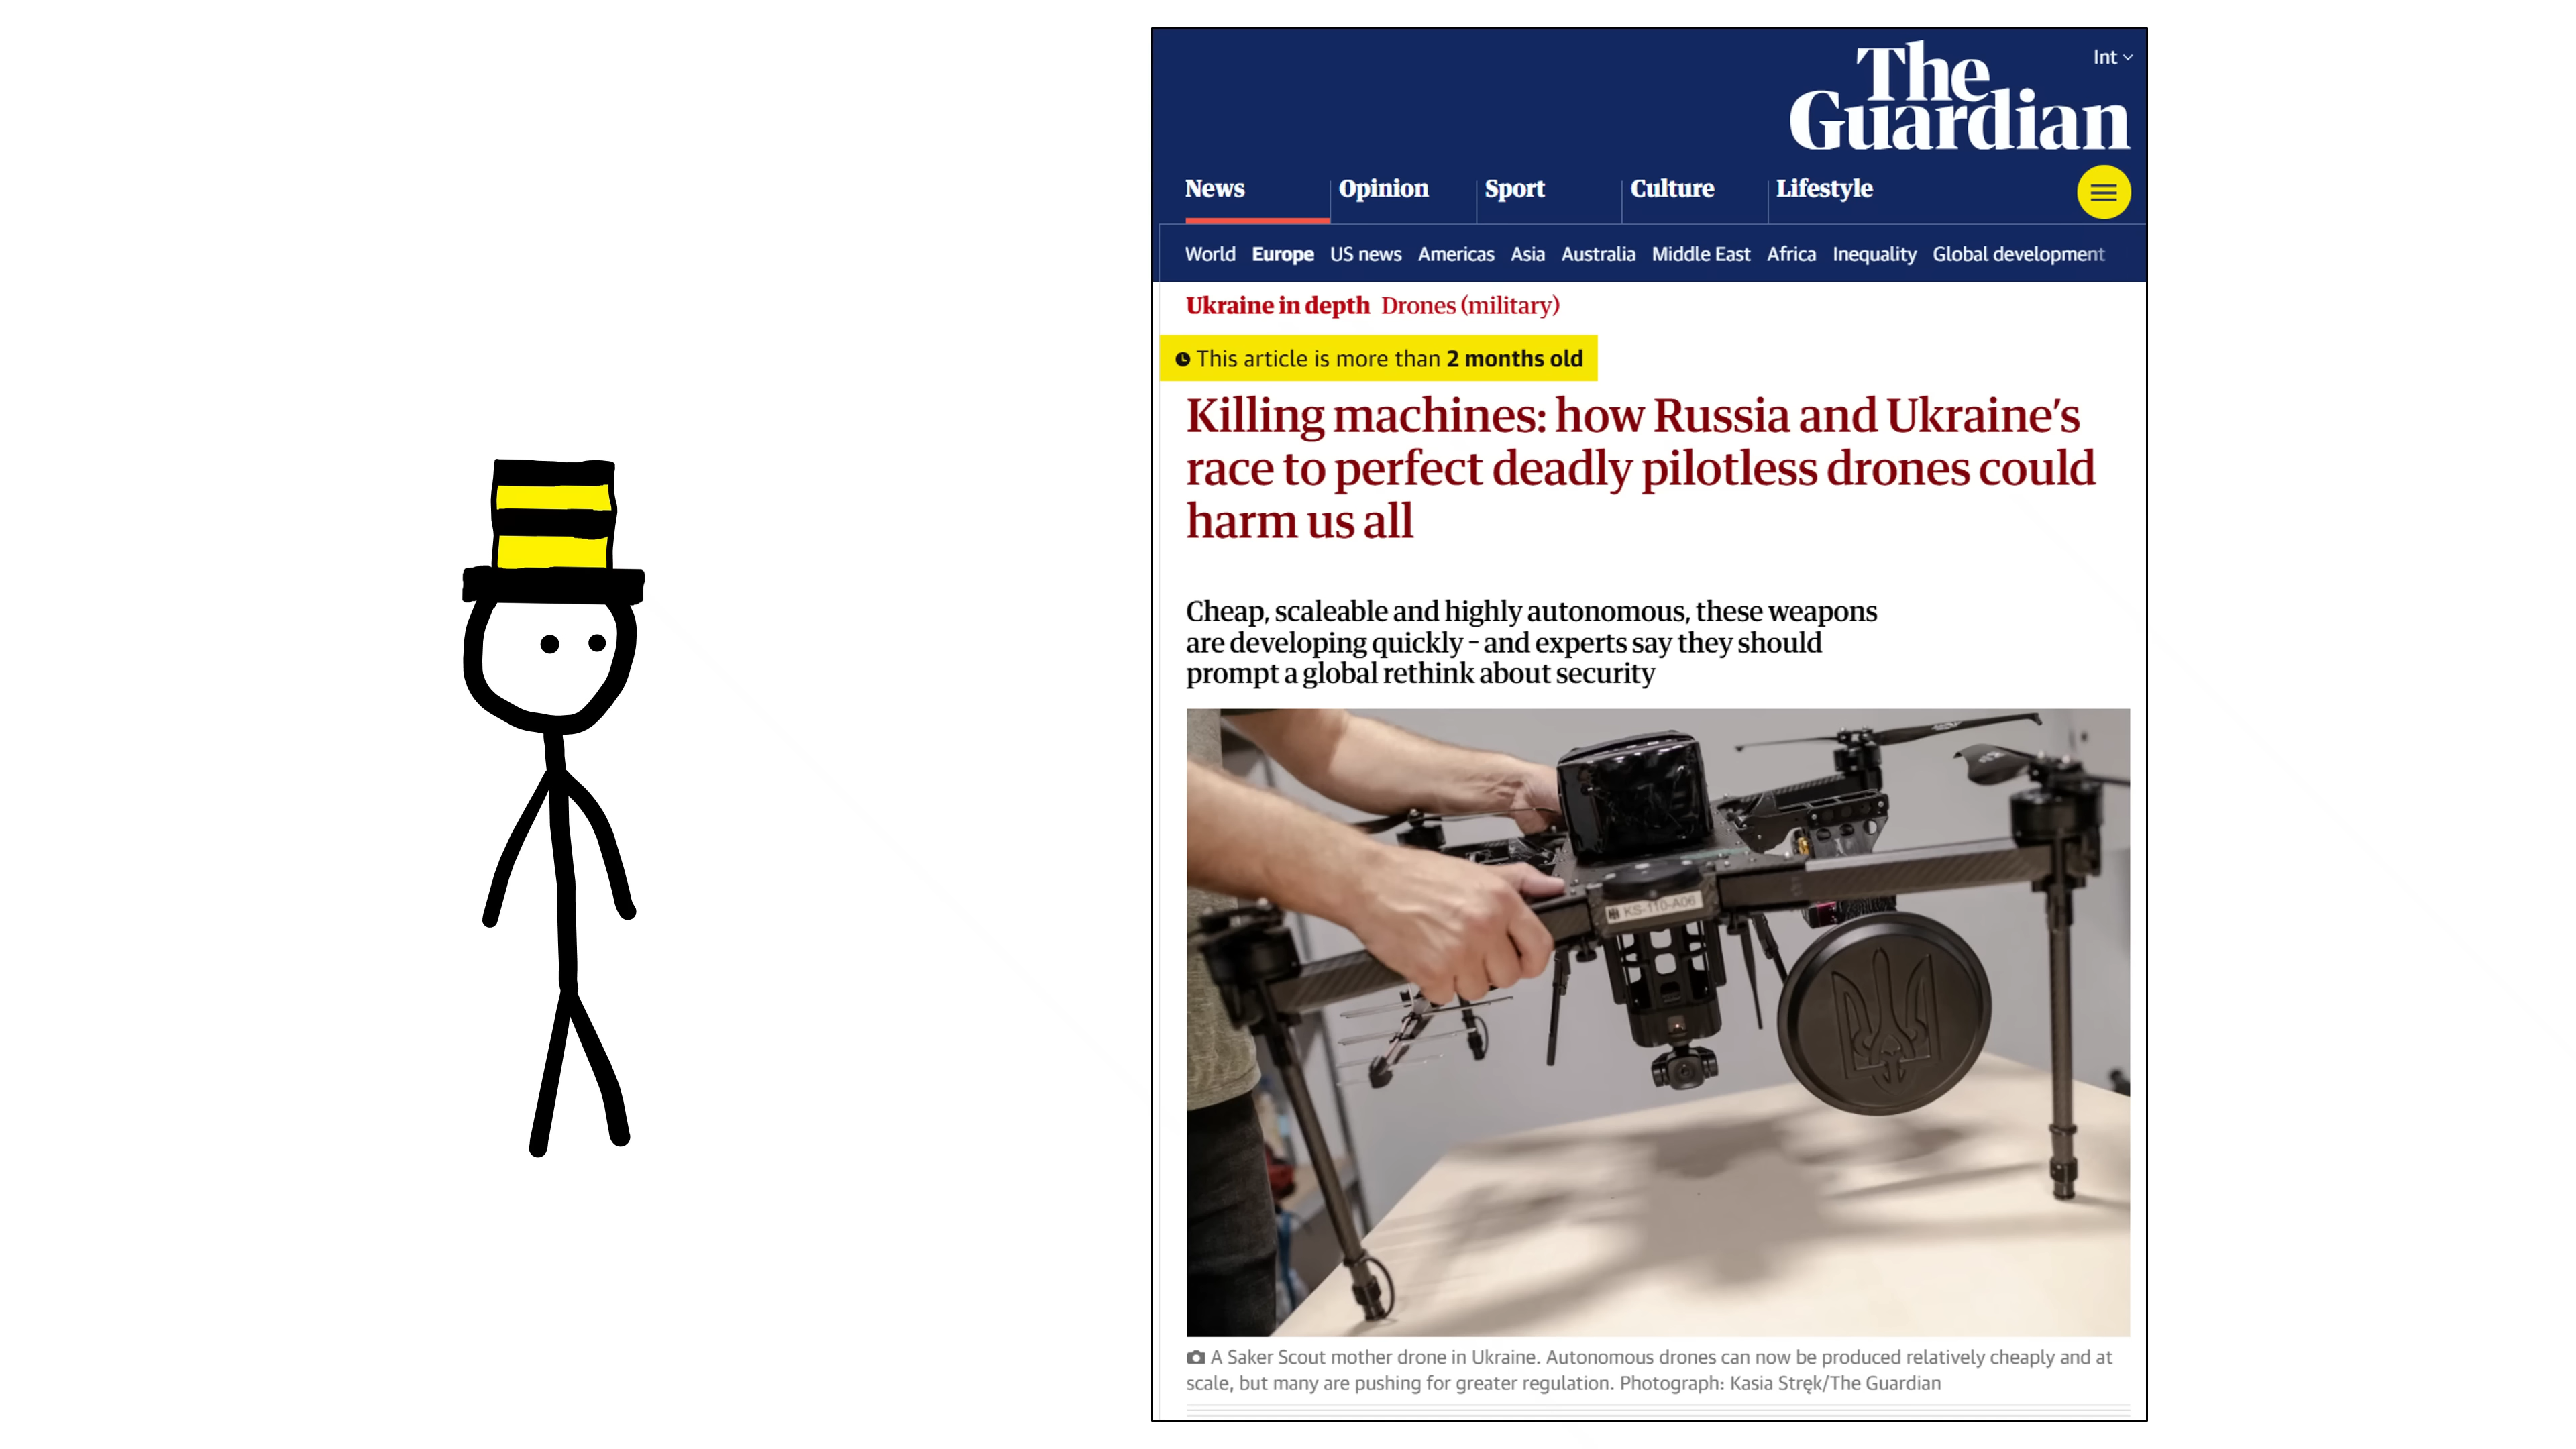 The
Guardian
Int
News Opinion Sport Culture Lifestyle
World Europe US news Americas Asia Australia Middle East Africa Inequality Global development
Ukraine in depth Drones (military)
This article is more than 2 months old
Killing machines: how Russia and Ukraine's
race to perfect deadly pilotless drones could
harm us all
Cheap, scaleable and highly autonomous, these weapons
are developing quickly – and experts say they should
prompt a global rethink about security
KS-110-A06
A Saker Scout mother drone in Ukraine. Autonomous drones can now be produced relatively cheaply and at
scale, but many are pushing for greater regulation. Photograph: Kasia Stręk/The Guardian